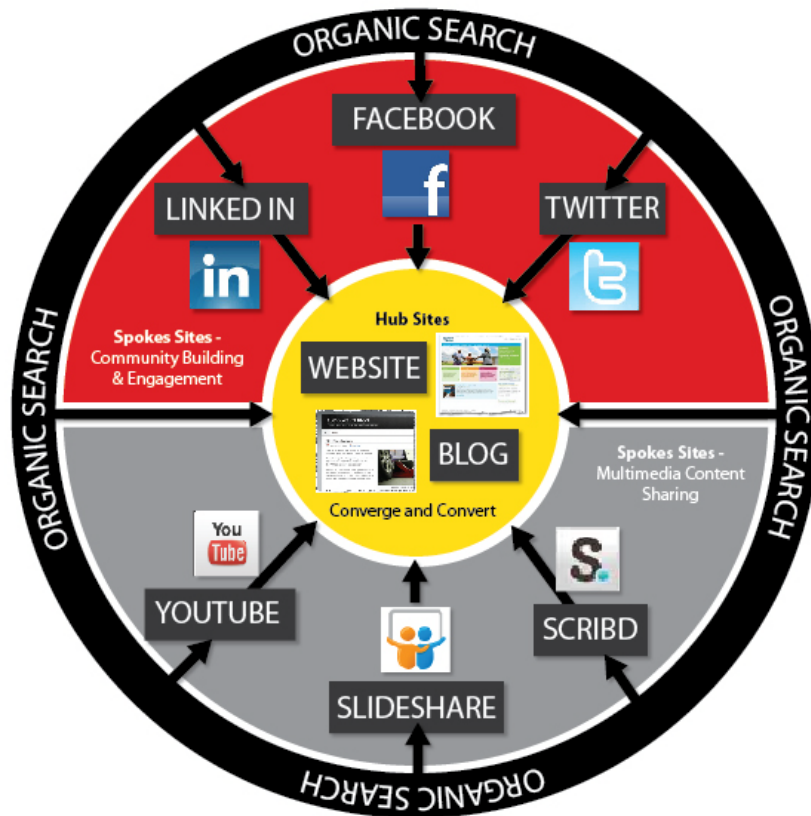 ORGANIC SEARCH
FACEBOOK
f
LINKED IN
in
TWITTER
t
ORGANIC SEARCH
ORGANIC SEARCH
Spokes Sites -
Community Building
& Engagement
Hub Sites
WEBSITE
BLOG
Converge and Convert
Spokes Sites -
Multimedia Content
Sharing
You
Tube
YOUTUBE
S.
SCRIBD
SLIDESHARE
ORGANIC SEARCH